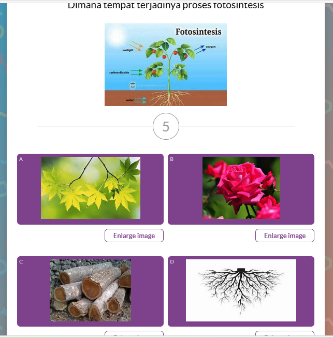 Dimana tempat terjadinya proses fotosintesis
Fotosintesis
5
A
B
Enlarge image
Enlarge image
C
D